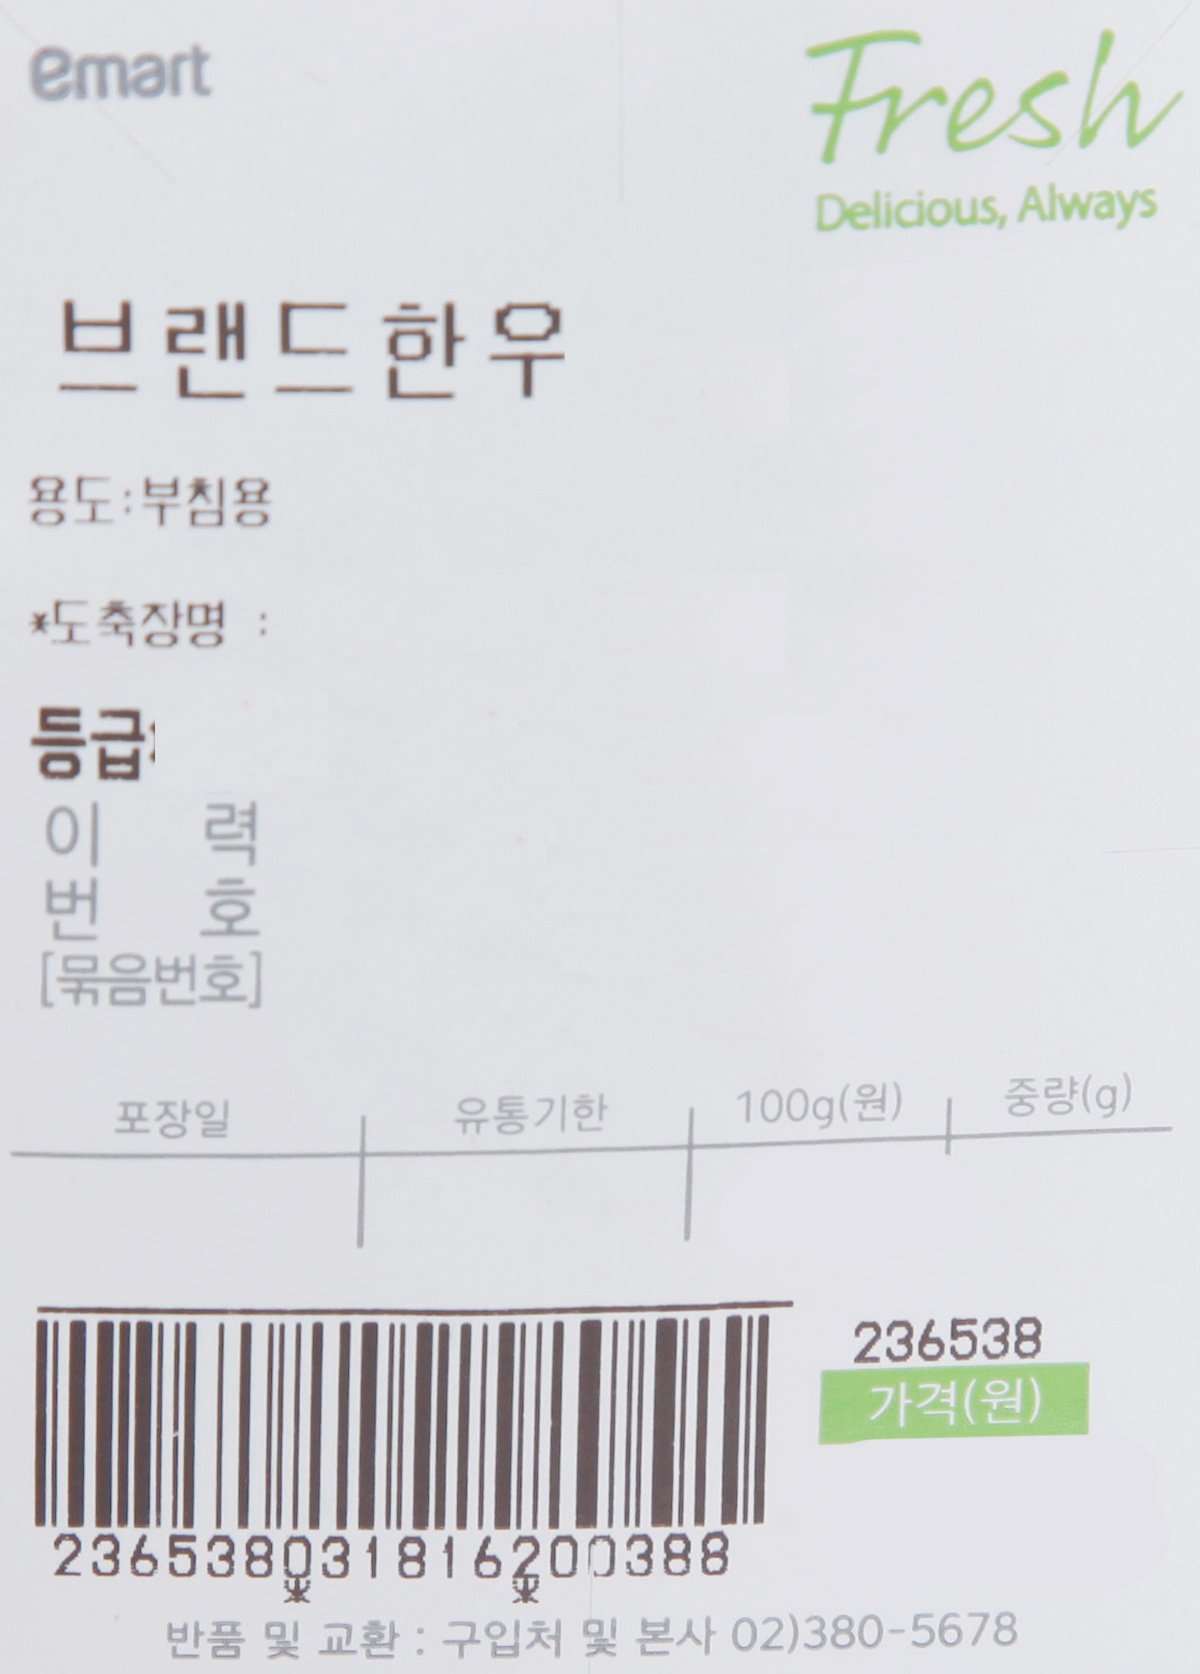 emart
Fresh
Delicious, Always
브랜드한우
용도:부침용
*도축장명 :
등급
이 력
번 호
[묶음번호]
포장일 유통기한 100g(원) 중량(g)
236538
가격(원)
236538031816200388
반품 및 교환 : 구입처 및 본사 02)380-5678